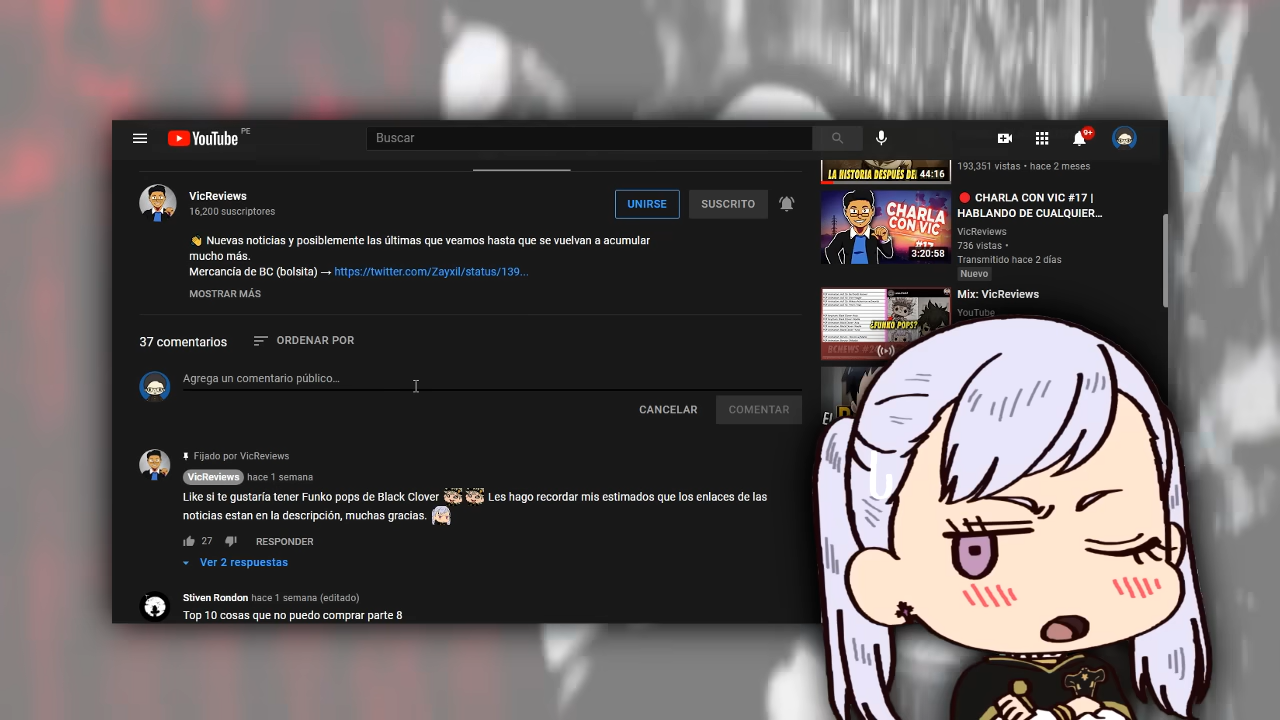 YouTube PE
Buscar
9+
VicReviews
16,200 suscriptores
UNIRSE
SUSCRITO
👋 Nuevas noticias y posiblemente las últimas que veamos hasta que se vuelvan a acumular
mucho más.
Mercancía de BC (bolsita) → https://twitter.com/Zayxil/status/139...
MOSTRAR MÁS
37 comentarios
ORDENAR POR
Agrega un comentario público...
CANCELAR
COMENTAR
Fijado por VicReviews
VicReviews hace 1 semana
Like si te gustaría tener Funko pops de Black Clover Les hago recordar mis estimados que los enlaces de las
noticias estan en la descripción, muchas gracias.
27
RESPONDER
Ver 2 respuestas
Stiven Rondon hace 1 semana (editado)
Top 10 cosas que no puedo comprar parte 8
LA HISTORIA DESPUÉS DE
44:16
193,351 vistas • hace 2 meses
CHARLA
CON VIC
#17
3:20:58
🔴 CHARLA CON VIC #17 |
HABLANDO DE CUALQUIER...
VicReviews
736 vistas •
Transmitido hace 2 días
Nuevo
¿FUNKO POPS?
Mix: VicReviews
YouTube